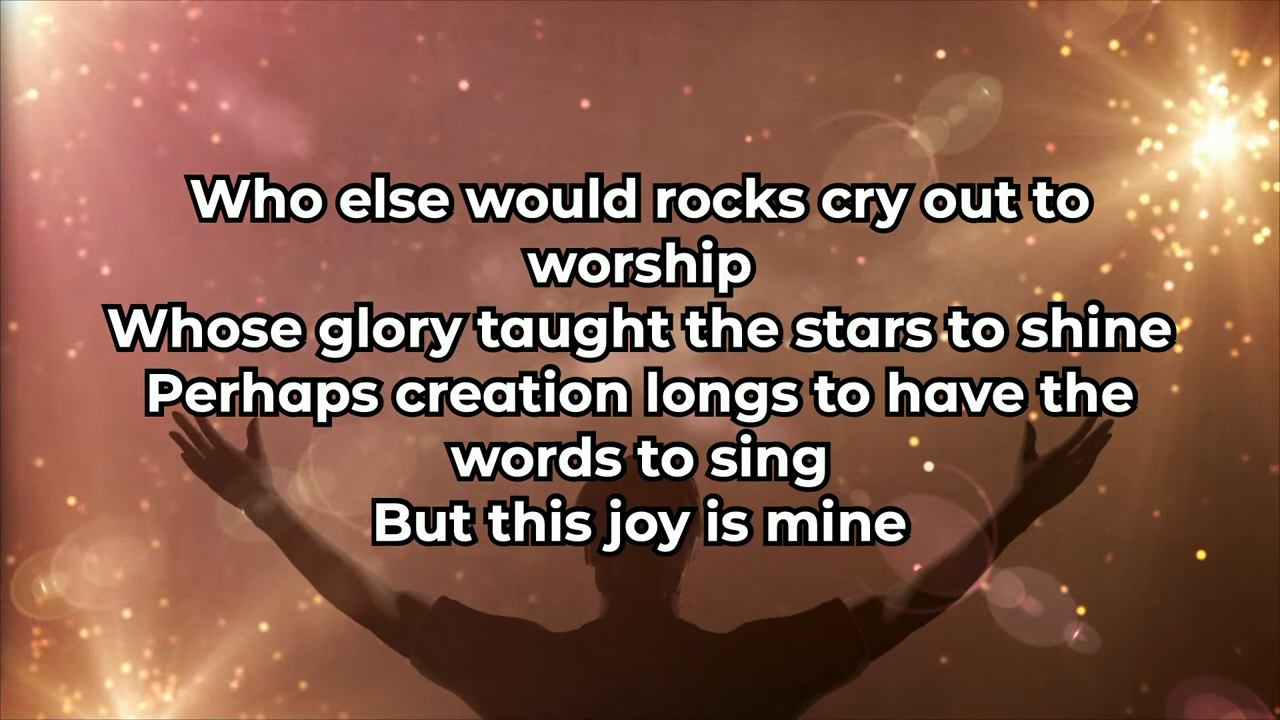 Who else would rocks cry out to
worship
Whose glory taught the stars to shine
Perhaps creation longs to have the
words to sing
But this joy is mine